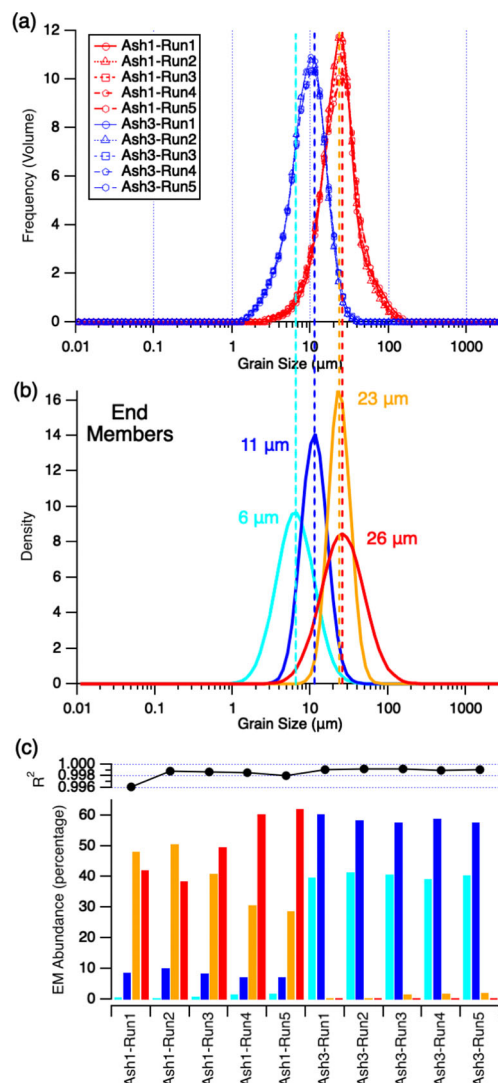 (a)
12
10
8
6
4
2
0
Frequency (Volume)
Ash1-Run1
Ash1-Run2
Ash1-Run3
Ash1-Run4
Ash1-Run5
Ash3-Run1
Ash3-Run2
Ash3-Run3
Ash3-Run4
Ash3-Run5
0.01 0.1 1 10 100 1000
Grain Size (µm)
(b)
16
14
12
10
8
6
4
2
0
Density
End
Members
23 µm
11 µm
6 µm
26 µm
0.01 0.1 1 10 100 1000
Grain Size (µm)
(c)
1.000
0.998
0.996
R²
60
50
40
30
20
10
0
EM Abundance (percentage)
Ash1-Run1
Ash1-Run2
Ash1-Run3
Ash1-Run4
Ash1-Run5
Ash3-Run1
Ash3-Run2
Ash3-Run3
Ash3-Run4
Ash3-Run5